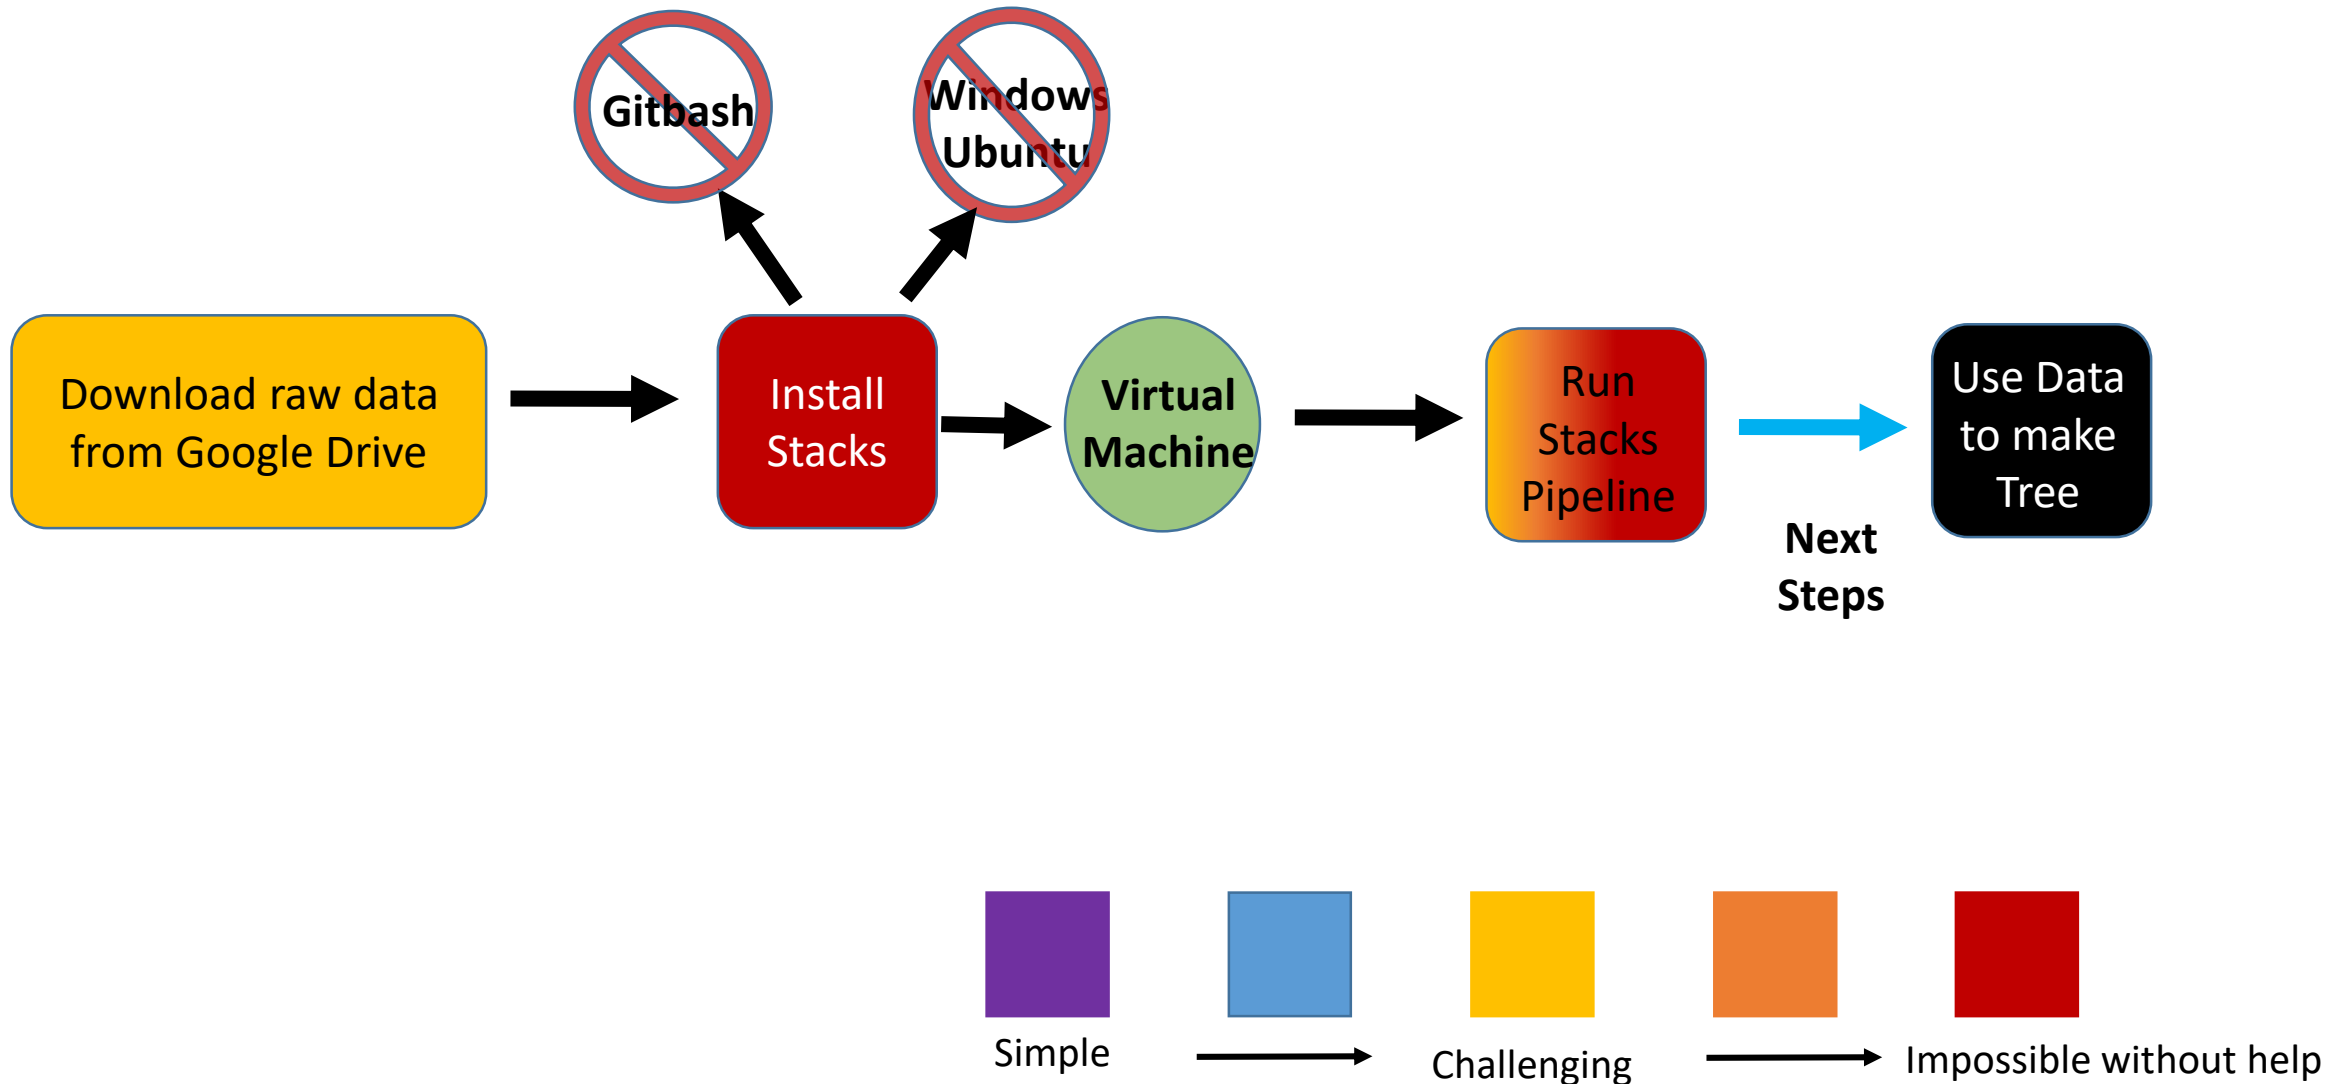 Gitbash
Windows
Ubuntu
Download raw data
from Google Drive
Install
Stacks
Virtual
Machine
Run
Stacks
Pipeline
Next
Steps
Use Data
to make
Tree
Simple
Challenging
Impossible without help